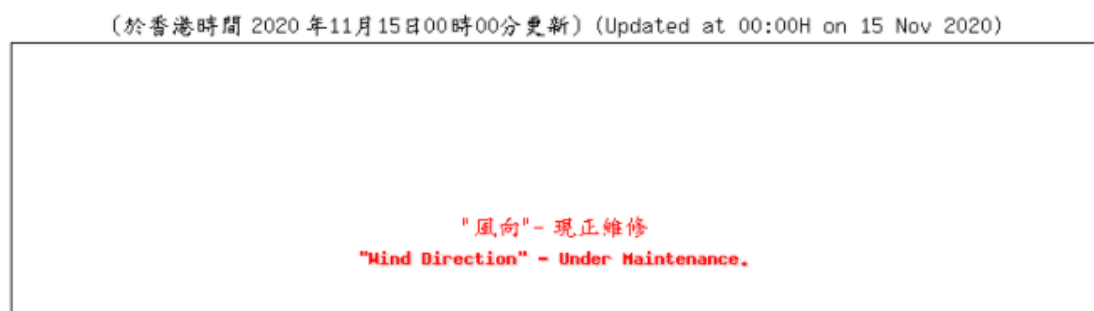 (於香港時間 2020 年11月15日00時00分更新) (Updated at 00:00H on 15 Nov 2020)
"風向"- 現正維修
"Wind Direction" - Under Maintenance.